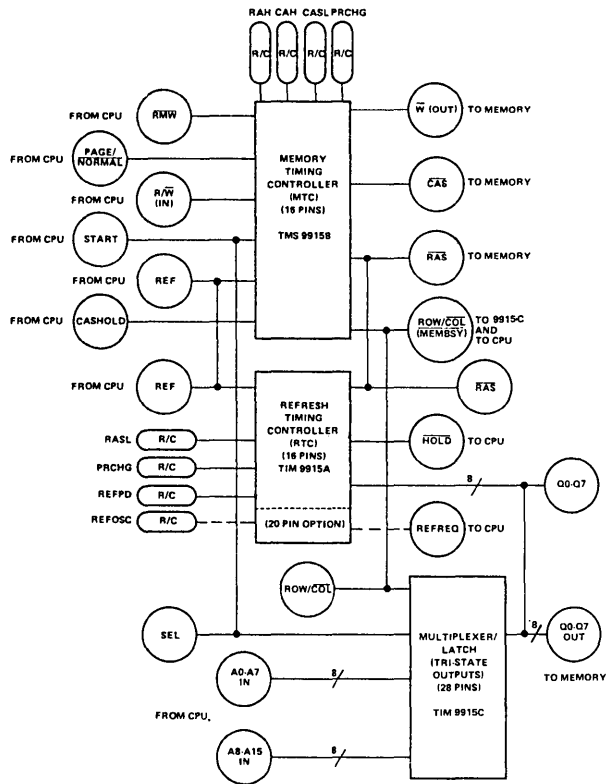 RAH CAH CASL PRCHG
R/C R/C R/C R/C
FROM CPU RMW
FROM CPU PAGE/
NORMAL
FROM CPU R/W
(IN)
FROM CPU START
FROM CPU REF
FROM CPU CASHOLD
MEMORY
TIMING
CONTROLLER
(MTC)
(16 PINS)
TMS 9915B
W (OUT) TO MEMORY
CAS TO MEMORY
RAS TO MEMORY
ROW/COL
(MEMBSY)
TO 9915-C
AND
TO CPU
FROM CPU REF
RASL R/C
PRCHG R/C
REFPD R/C
REFOSC R/C
REFRESH
TIMING
CONTROLLER
(RTC)
(16 PINS)
TIM 9915A
(20 PIN OPTION)
RAS
HOLD TO CPU
8
Q0-Q7
REFREQ TO CPU
ROW/COL
SEL
A0-A7
IN
8
FROM CPU.
A8-A15
IN
8
MULTIPLEXER/
LATCH
(TRI-STATE
OUTPUTS)
(28 PINS)
TIM 9915C
8
Q0-Q7
OUT
TO MEMORY